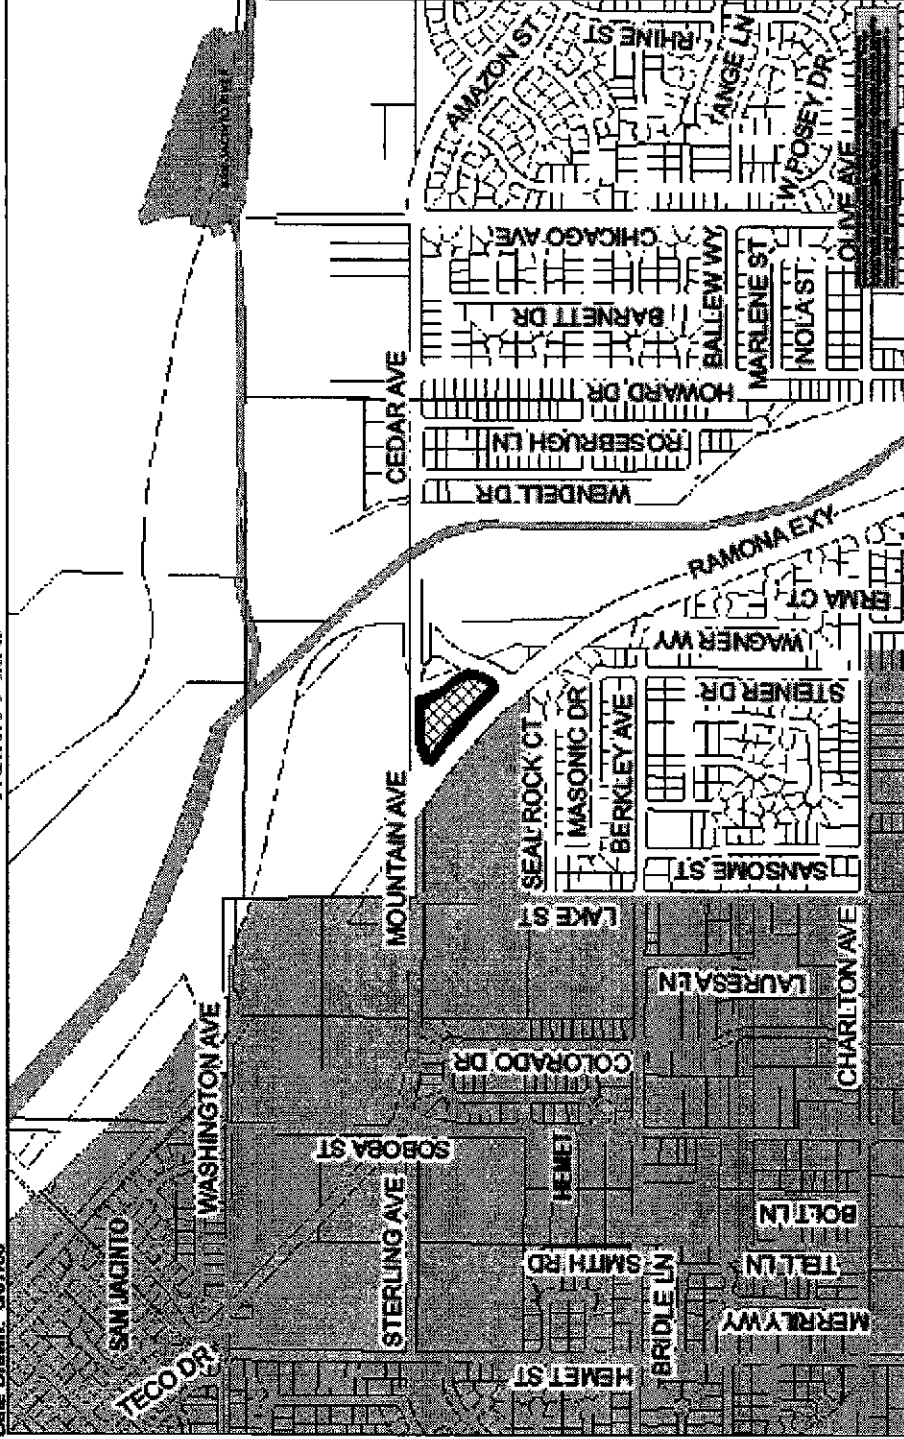 SAN JACINTO
TECO DR
WASHINGTON AVE
SOBOBA ST
STERLING AVE
MOUNTAIN AVE
CEDAR AVE
AMAZON ST
RHINE ST
CHICAGO AVE
BARNETT DR
HOWARD DR
ROSEBRUGH LN
WENDELL DR
BALLEW WY
MARLENE ST
NOLA ST
W POSEY DR
OLIVE AVE
RAMONA EXY
ERMA CT
WAGNER WY
STEINER DR
SEAL ROCK CT
MASONIC DR
BERKLEY AVE
SANSOME ST
LAKE ST
LAURESA LN
COLORADO DR
CHARLTON AVE
HEMET
BOLT LN
SMITH RD
TELL LN
BRIDLE LN
MERRILY WY
HEMET ST